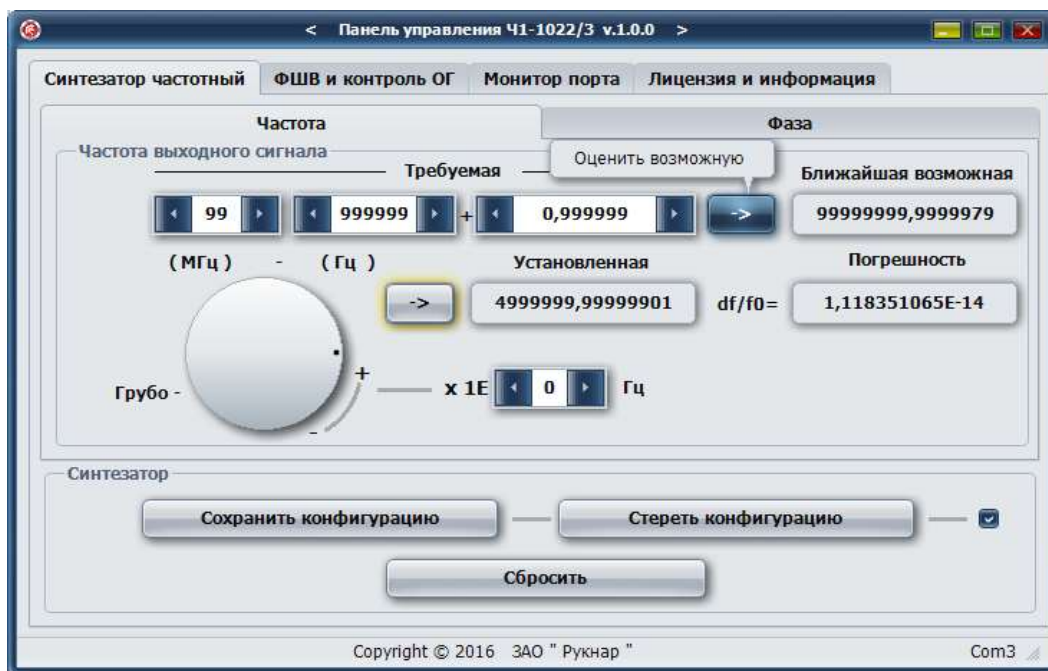 < Панель управления Ч1-1022/3 v.1.0.0 >
Синтезатор частотный ФШВ и контроль ОГ Монитор порта Лицензия и информация
Частота Фаза
Частота выходного сигнала
Оценить возможную
Требуемая Ближайшая возможная
99 999999 + 0,999999 -> 99999999,9999979
(МГц) - (Гц) Установленная Погрешность
-> 4999999,99999901 df/f0= 1,118351065E-14
+
Грубо - x 1E 0 Гц
-
Синтезатор
Сохранить конфигурацию Стереть конфигурацию
Сбросить
Copyright © 2016 ЗАО " Рукнар " Com3